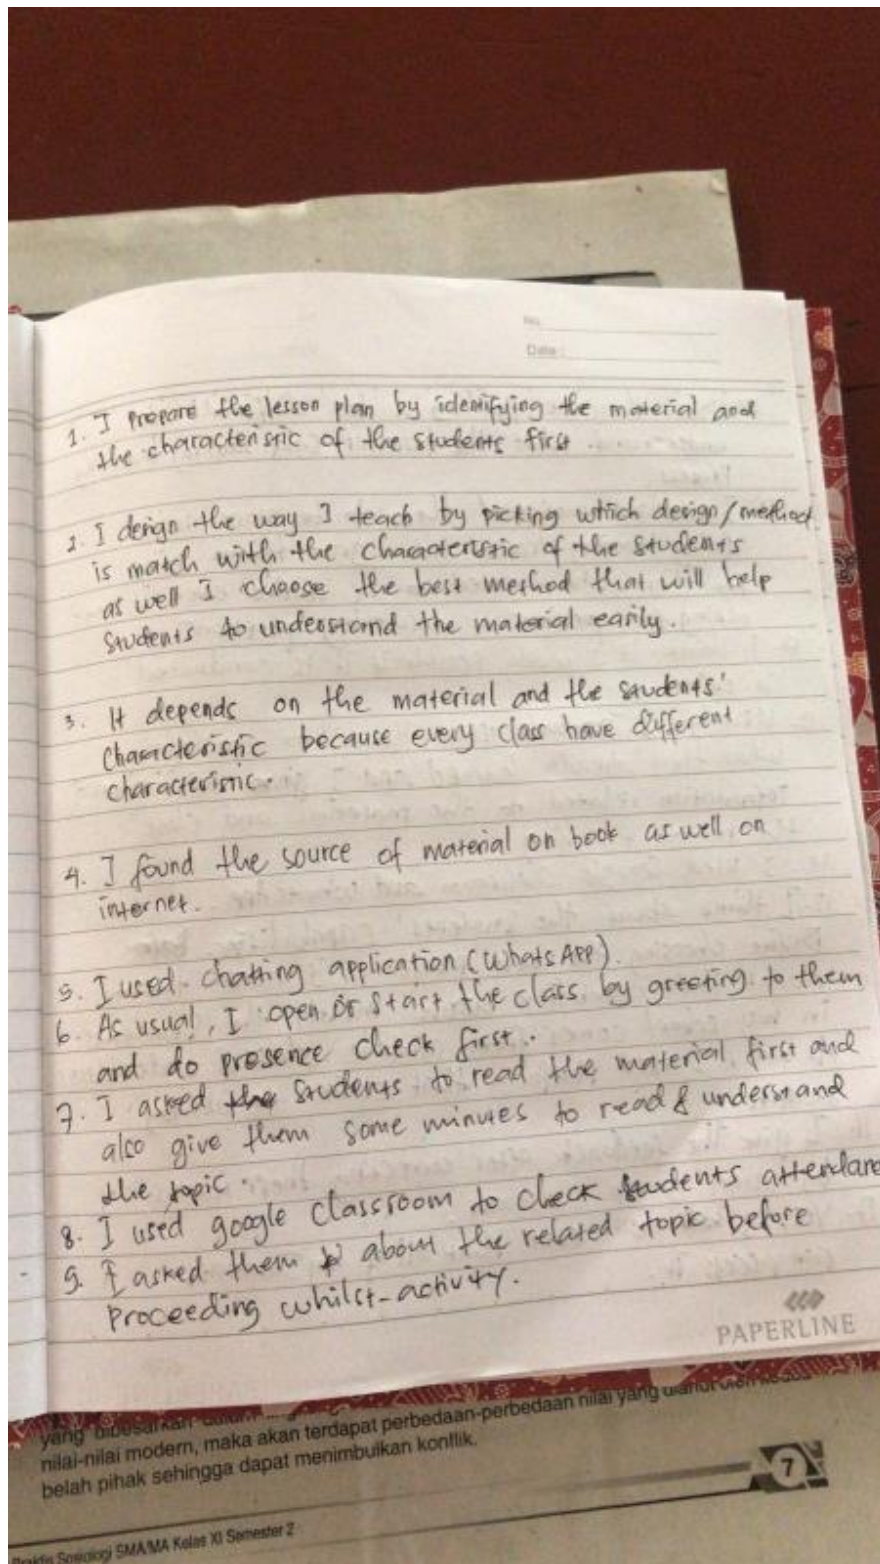 No.
Date :
1. I prepare the lesson plan by identifying the material and
the characteristic of the students first.
2. I design the way I teach by picking which design/method
is match with the characteristic of the students
as well I choose the best method that will help
students to understand the material easily.
3. It depends on the material and the students'
characteristic because every class have different
characteristic.
4. I found the source of material on book as well on
internet.
5. I used chatting application (WhatsApp).
6. As usual, I open or start the class by greeting to them
and do presence check first.
7. I asked the students to read the material first and
also give them some minutes to read & understand
the topic.
8. I used google classroom to check students attendanc
9. I asked them about the related topic before
proceeding whilst-activity.
PAPERLINE
yang dibesarkan
nilai-nilai modern, maka akan terdapat perbedaan-perbedaan nilai yang dianut oleh kedua
belah pihak sehingga dapat menimbulkan konflik.
7
Sosiologi SMA/MA Kelas XI Semester 2